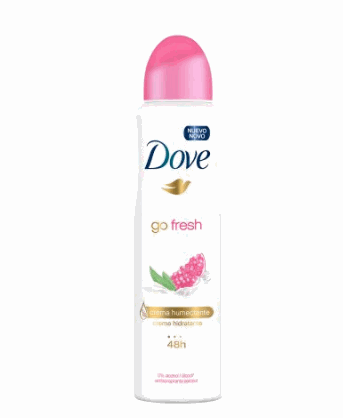 NUEVO
NOVO
Dove
go fresh
crema humectante
creme hidratante
48h